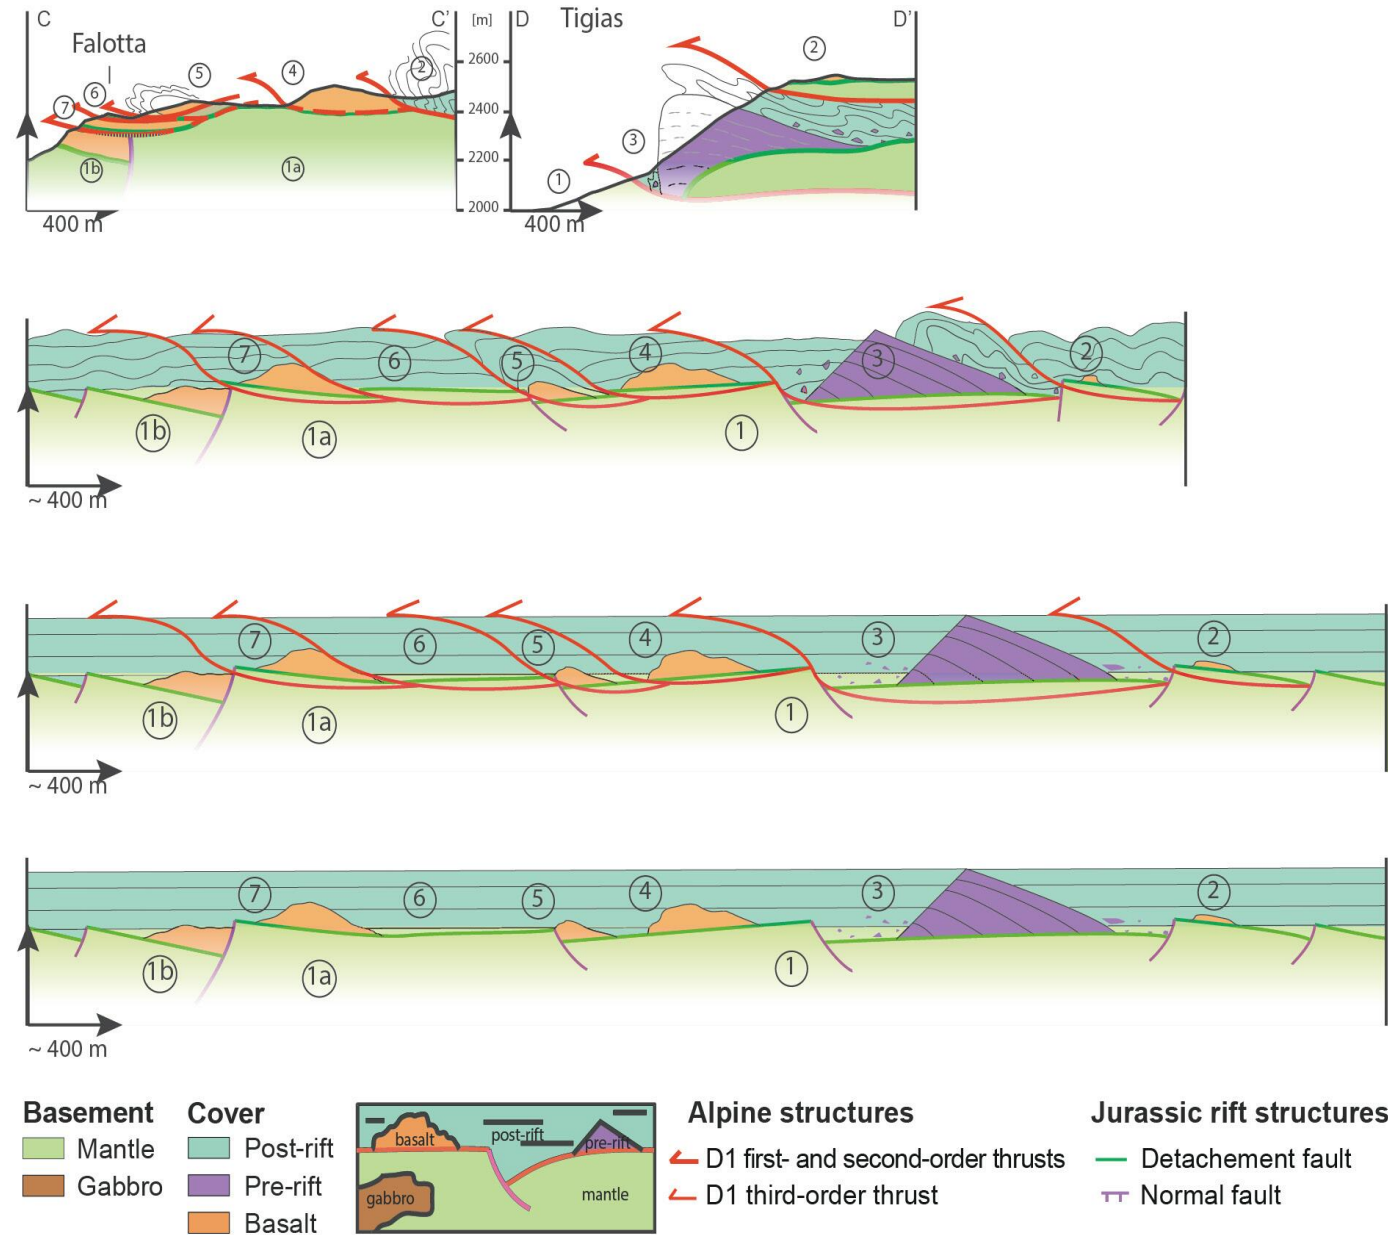 C
C'
[m]
D
Tigias
D'
Falotta
2
2600
5
4
2
6
7
2400
3
1b
1a
2200
1
2000
400 m
400 m
7
6
5
4
3
2
1b
1a
1
~ 400 m
7
6
5
4
3
2
1b
1a
1
~ 400 m
7
6
5
4
3
2
1b
1a
1
~ 400 m
Basement
Mantle
Gabbro
Cover
Post-rift
Pre-rift
Basalt
basalt
post-rift
pre-rift
gabbro
mantle
Alpine structures
D1 first- and second-order thrusts
D1 third-order thrust
Jurassic rift structures
Detachement fault
Normal fault